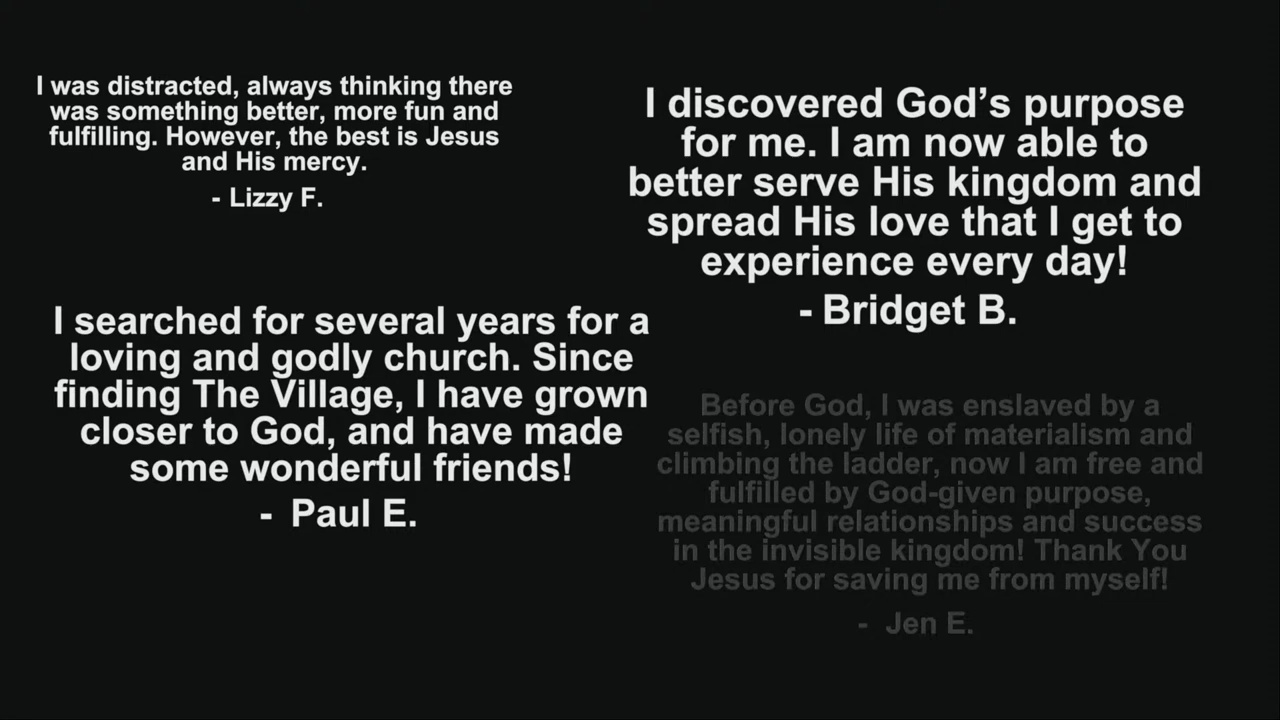 I was distracted, always thinking there
was something better, more fun and
fulfilling. However, the best is Jesus
and His mercy.
- Lizzy F.
I discovered God's purpose
for me. I am now able to
better serve His kingdom and
spread His love that I get to
experience every day!
- Bridget B.
I searched for several years for a
loving and godly church. Since
finding The Village, I have grown
closer to God, and have made
some wonderful friends!
- Paul E.
Before God, I was enslaved by a
selfish, lonely life of materialism and
climbing the ladder, now I am free and
fulfilled by God-given purpose,
meaningful relationships and success
in the invisible kingdom! Thank You
Jesus for saving me from myself!
- Jen E.